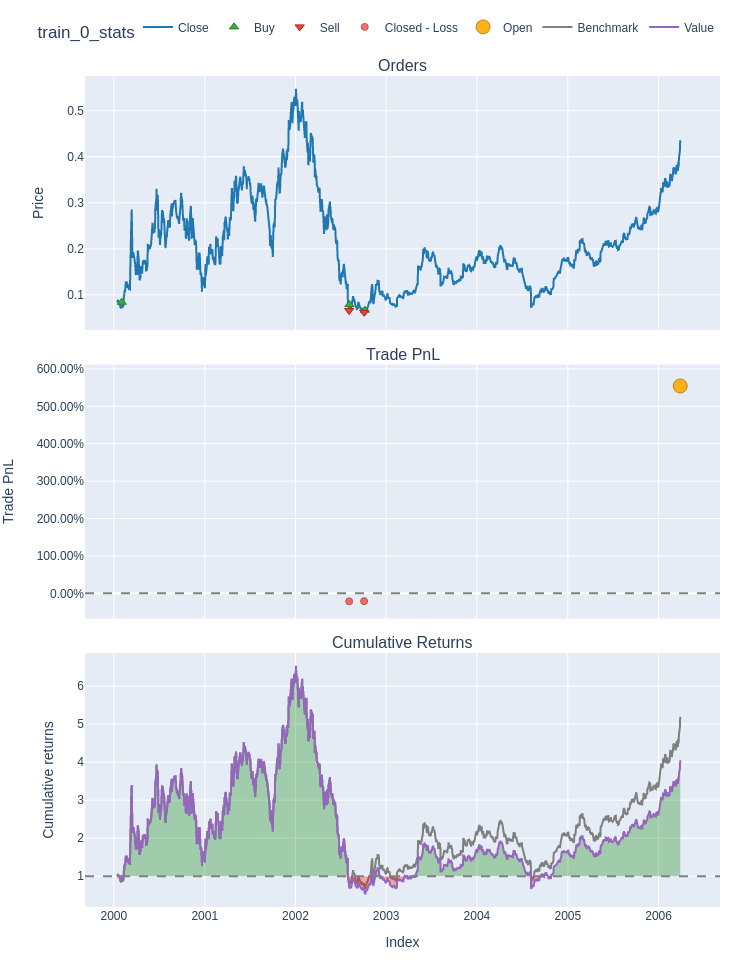 train_0_stats
Close Buy Sell Closed - Loss Open Benchmark Value
Orders
0.5
0.4
0.3
0.2
0.1
Price
Trade PnL
600.00%
500.00%
400.00%
300.00%
200.00%
100.00%
0.00%
Trade PnL
Cumulative Returns
6
5
4
3
2
1
Cumulative returns
2000 2001 2002 2003 2004 2005 2006
Index